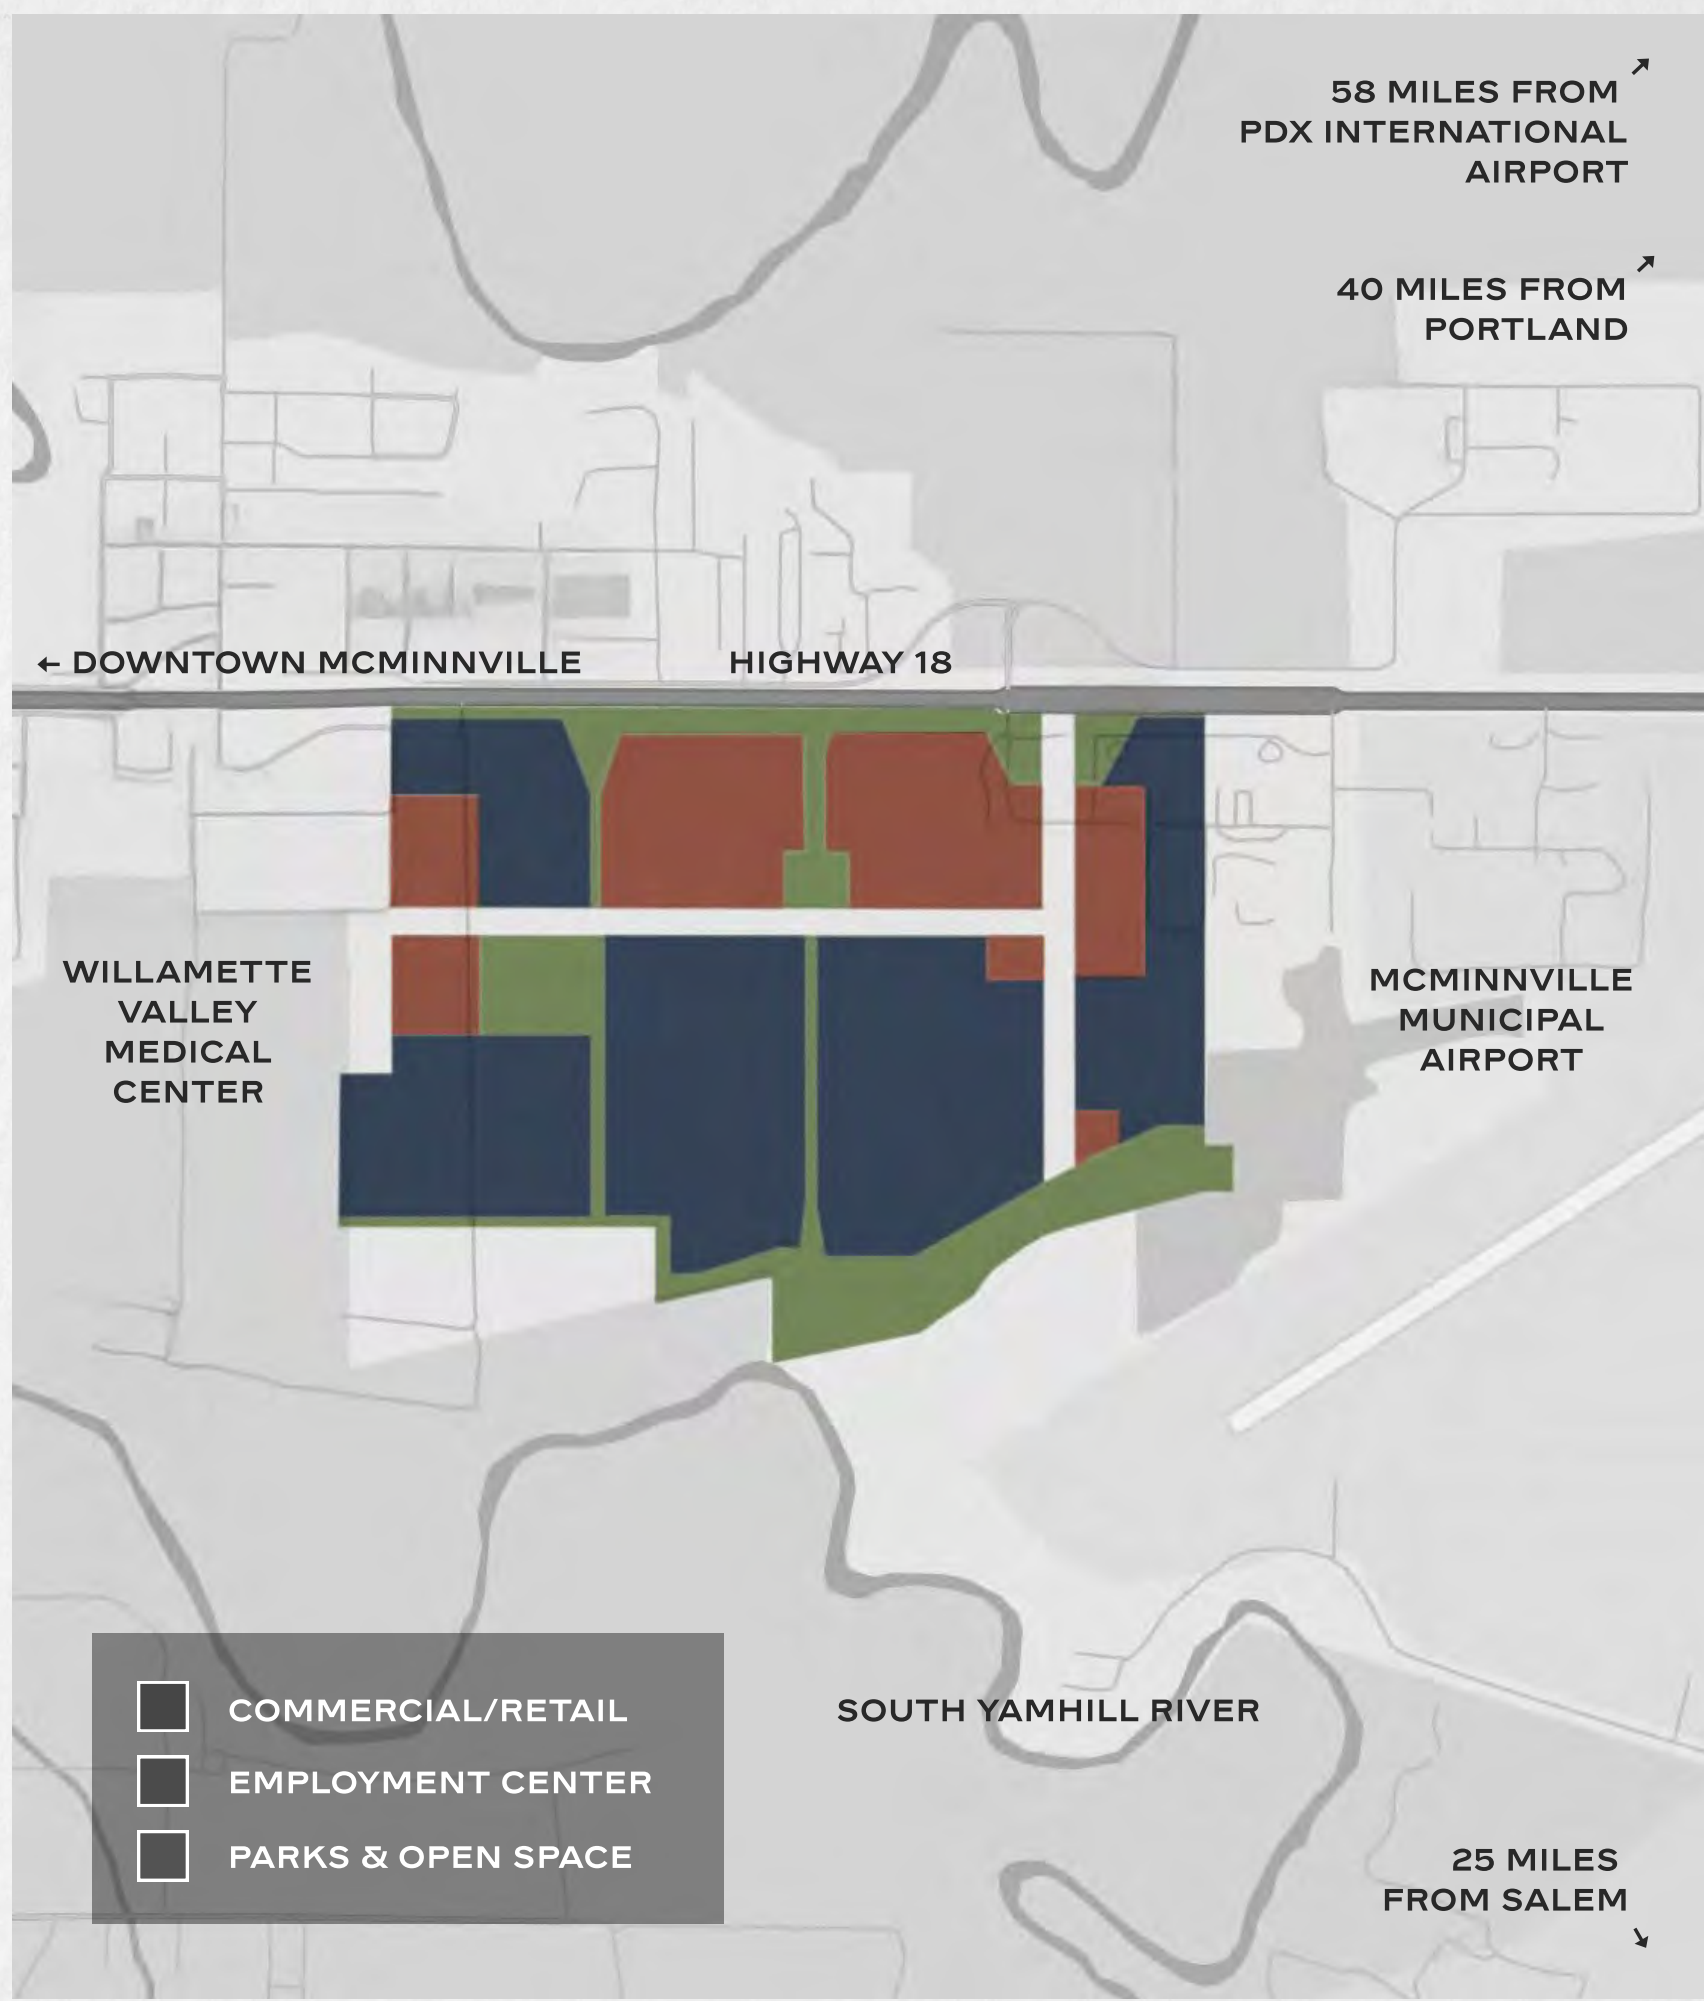 58 MILES FROM
PDX INTERNATIONAL
AIRPORT
40 MILES FROM
PORTLAND
← DOWNTOWN MCMINNVILLE
HIGHWAY 18
WILLAMETTE
VALLEY
MEDICAL
CENTER
MCMINNVILLE
MUNICIPAL
AIRPORT
COMMERCIAL/RETAIL
EMPLOYMENT CENTER
PARKS & OPEN SPACE
SOUTH YAMHILL RIVER
25 MILES
FROM SALEM